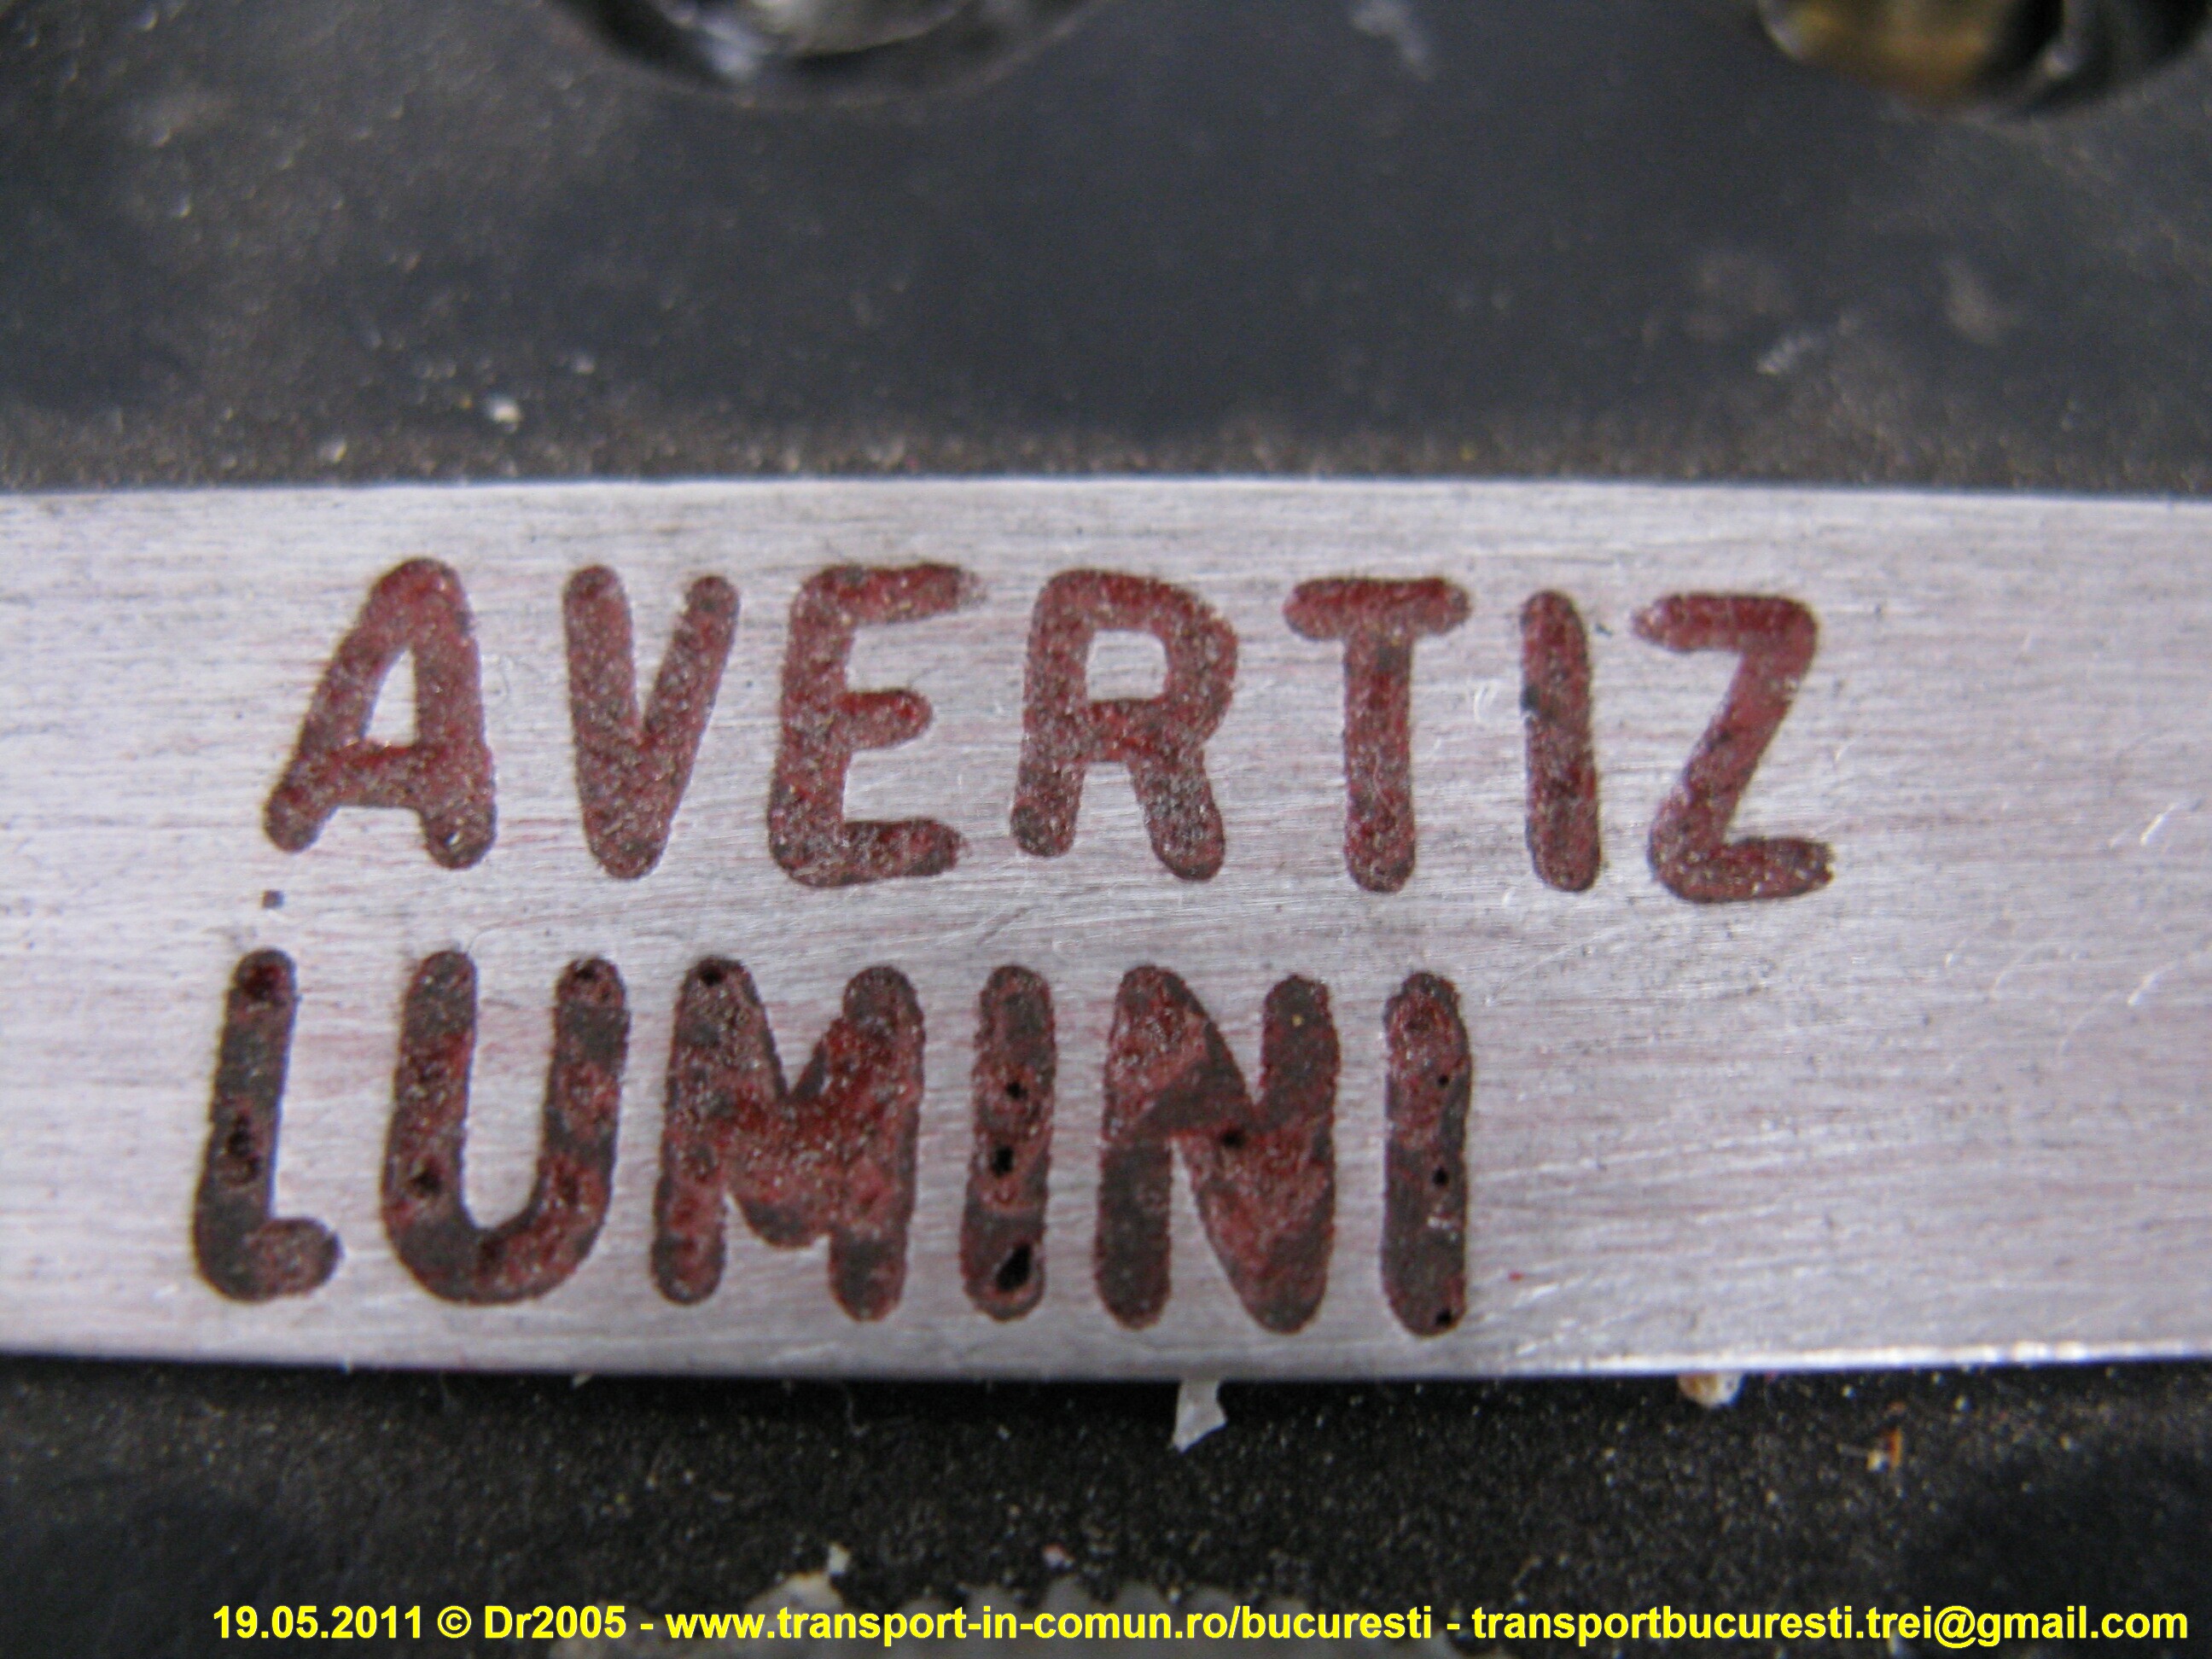 AVERTIZ
LUMINI
19.05.2011 © Dr2005 - www.transport-in-comun.ro/bucuresti - transportbucuresti.trei@gmail.com